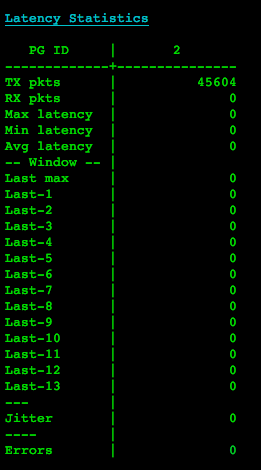 Latency Statistics
PG ID | 2
-------------+---------------
TX pkts | 45604
RX pkts | 0
Max latency | 0
Min latency | 0
Avg latency | 0
-- Window -- |
Last max | 0
Last-1 | 0
Last-2 | 0
Last-3 | 0
Last-4 | 0
Last-5 | 0
Last-6 | 0
Last-7 | 0
Last-8 | 0
Last-9 | 0
Last-10 | 0
Last-11 | 0
Last-12 | 0
Last-13 | 0
--- |
Jitter | 0
---- |
Errors | 0